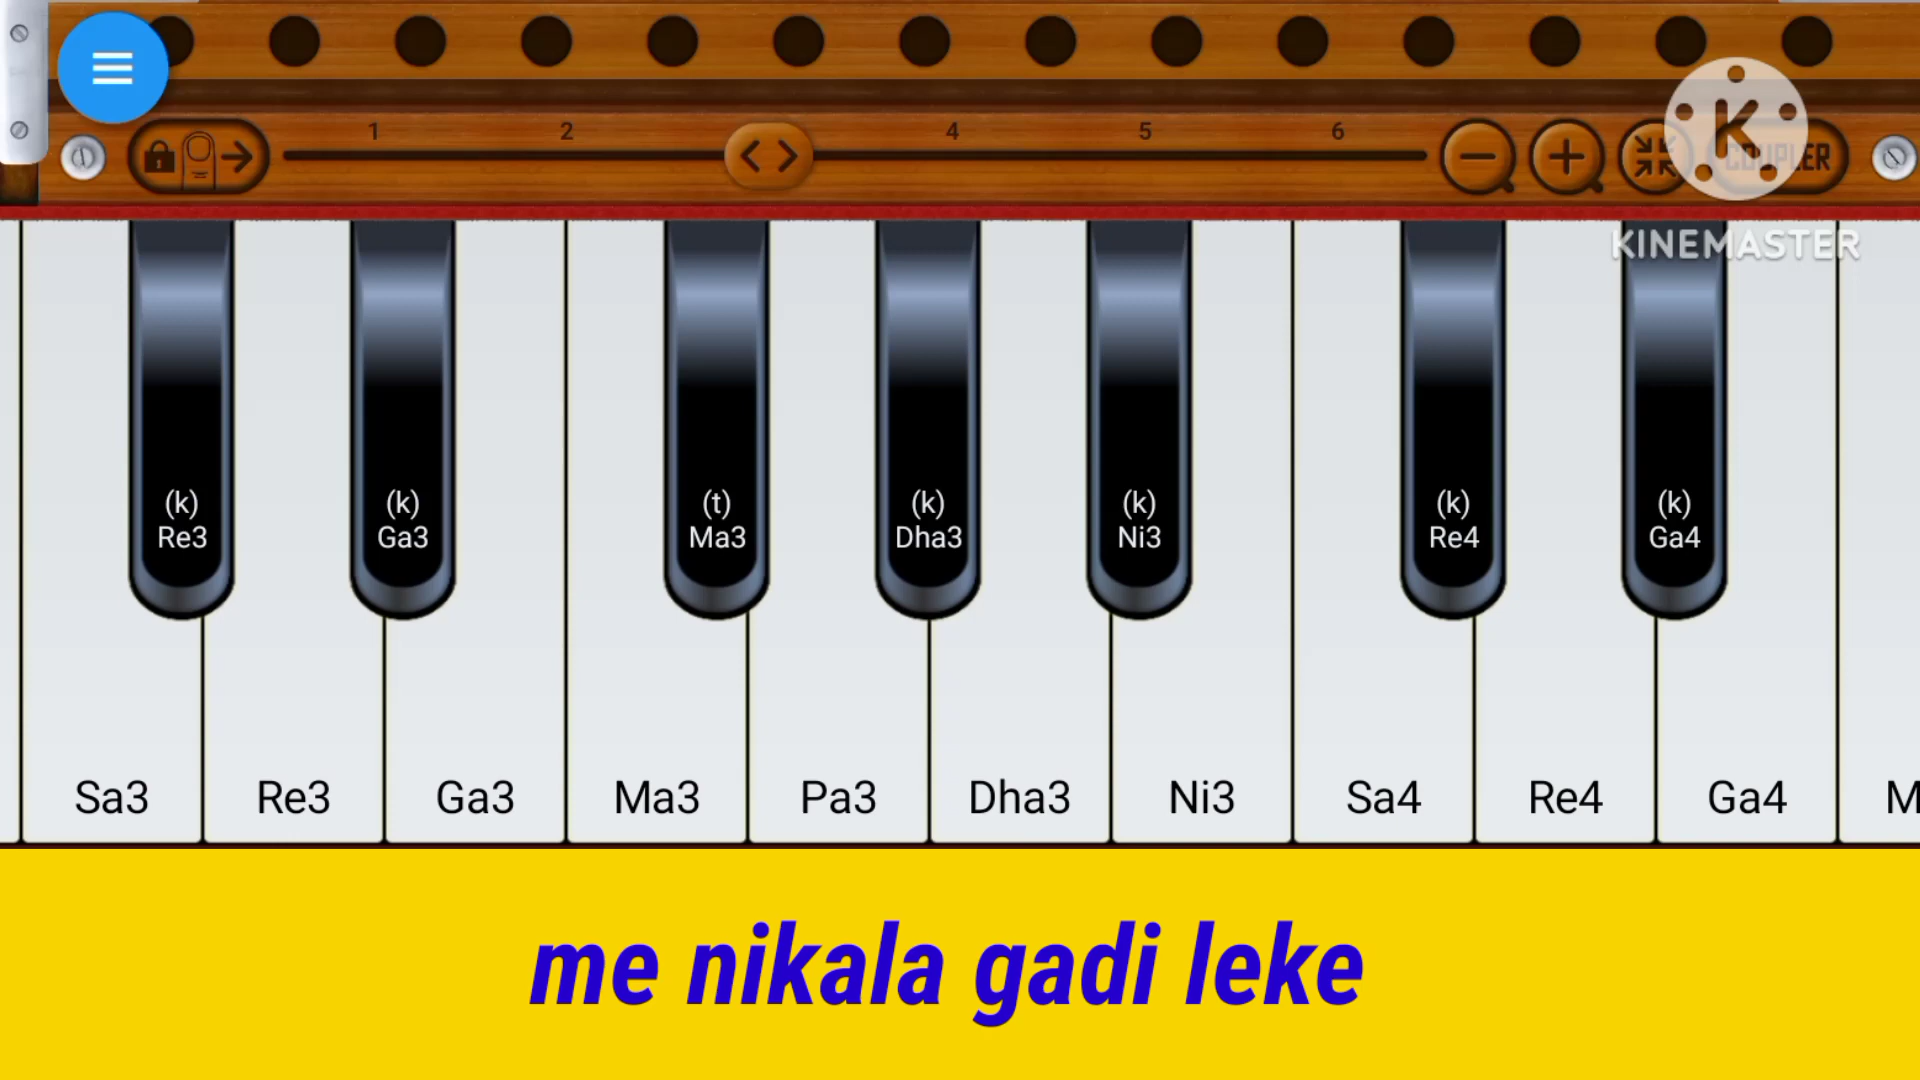 1 2 4 5 6
COUPLER
KINEMASTER
(k) (k) (t) (k) (k) (k) (k)
Re3 Ga3 Ma3 Dha3 Ni3 Re4 Ga4
Sa3 Re3 Ga3 Ma3 Pa3 Dha3 Ni3 Sa4 Re4 Ga4 M
me nikala gadi leke